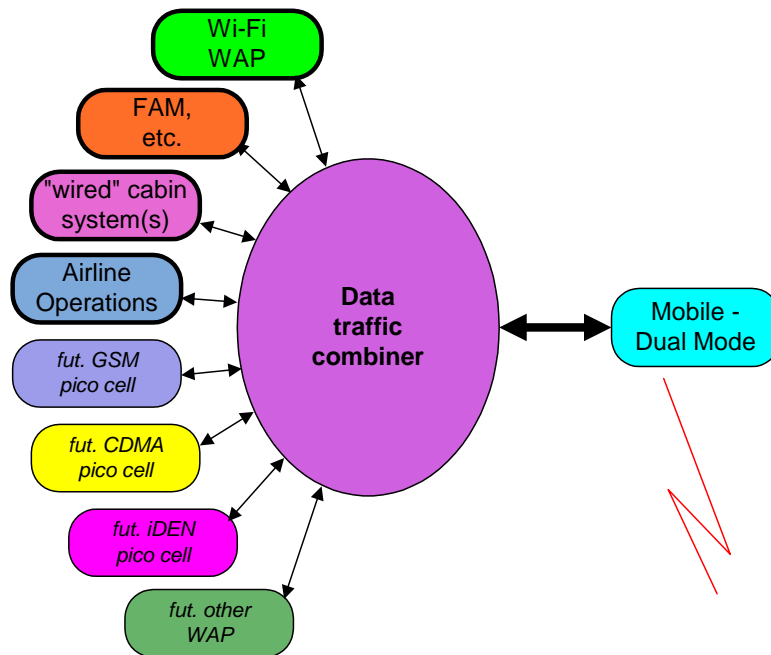 Wi-Fi
WAP
FAM,
etc.
"wired" cabin
system(s)
Airline
Operations
fut. GSM
pico cell
fut. CDMA
pico cell
fut. iDEN
pico cell
fut. other
WAP
Data
traffic
combiner
Mobile -
Dual Mode